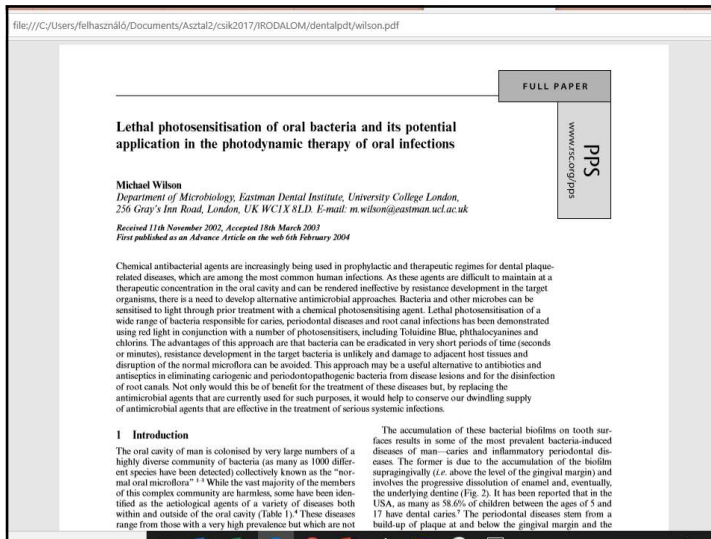 file:///C:/Users/felhasználó/Documents/Asztal2/csik2017/IRODALOM/dentalpdt/wilson.pdf
FULL PAPER
PPS
www.rsc.org/pps
Lethal photosensitisation of oral bacteria and its potential
application in the photodynamic therapy of oral infections
Michael Wilson
Department of Microbiology, Eastman Dental Institute, University College London,
256 Gray's Inn Road, London, UK WC1X 8LD. E-mail: m.wilson@eastman.ucl.ac.uk
Received 11th November 2002, Accepted 18th March 2003
First published as an Advance Article on the web 6th February 2004
Chemical antibacterial agents are increasingly being used in prophylactic and therapeutic regimes for dental plaque-
related diseases, which are among the most common human infections. As these agents are difficult to maintain at a
therapeutic concentration in the oral cavity and can be rendered ineffective by resistance development in the target
organisms, there is a need to develop alternative antimicrobial approaches. Bacteria and other microbes can be
sensitised to light through prior treatment with a chemical photosensitising agent. Lethal photosensitisation of a
wide range of bacteria responsible for caries, periodontal diseases and root canal infections has been demonstrated
using red light in conjunction with a number of photosensitisers, including Toluidine Blue, phthalocyanines and
chlorins. The advantages of this approach are that bacteria can be eradicated in very short periods of time (seconds
or minutes), resistance development in the target bacteria is unlikely and damage to adjacent host tissues and
disruption of the normal microflora can be avoided. This approach may be a useful alternative to antibiotics and
antiseptics in eliminating cariogenic and periodontopathogenic bacteria from disease lesions and for the disinfection
of root canals. Not only would this be of benefit for the treatment of these diseases but, by replacing the
antimicrobial agents that are currently used for such purposes, it would help to conserve our dwindling supply
of antimicrobial agents that are effective in the treatment of serious systemic infections.
1 Introduction
The oral cavity of man is colonised by very large numbers of a
highly diverse community of bacteria (as many as 1000 differ-
ent species have been detected) collectively known as the "nor-
mal oral microflora" 1-3 While the vast majority of the members
of this complex community are harmless, some have been iden-
tified as the aetiological agents of a variety of diseases both
within and outside of the oral cavity (Table 1).4 These diseases
range from those with a very high prevalence but which are not
The accumulation of these bacterial biofilms on tooth sur-
faces results in some of the most prevalent bacteria-induced
diseases of man—caries and inflammatory periodontal dis-
eases. The former is due to the accumulation of the biofilm
supragingivally (i.e. above the level of the gingival margin) and
involves the progressive dissolution of enamel and, eventually,
the underlying dentine (Fig. 2). It has been reported that in the
USA, as many as 58.6% of children between the ages of 5 and
17 have dental caries.7 The periodontal diseases stem from a
build-up of plaque at and below the gingival margin and the